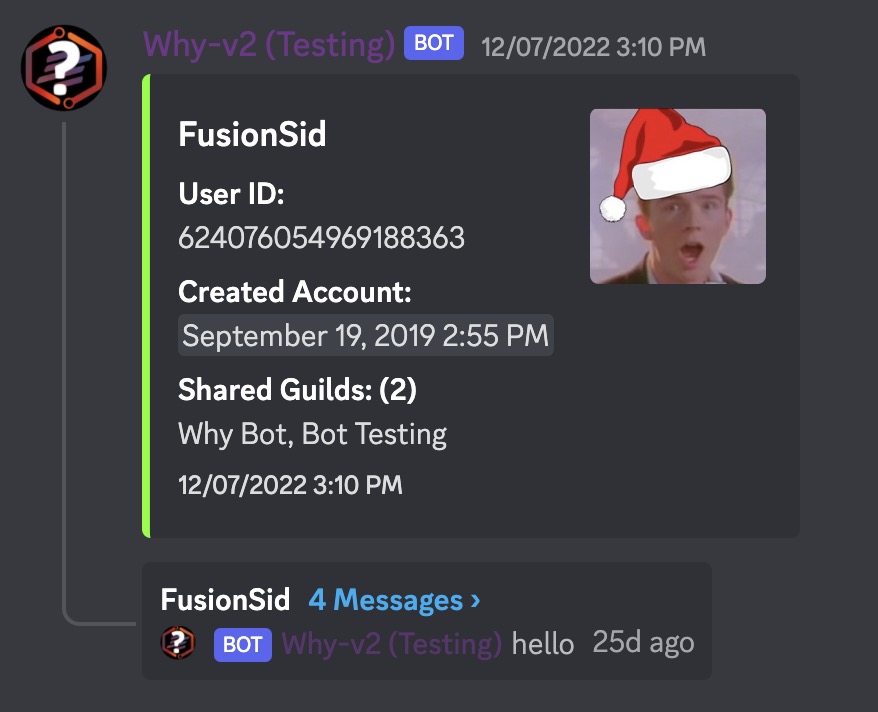 Why-v2 (Testing) BOT 12/07/2022 3:10 PM
FusionSid
User ID:
624076054969188363
Created Account:
September 19, 2019 2:55 PM
Shared Guilds: (2)
Why Bot, Bot Testing
12/07/2022 3:10 PM
FusionSid 4 Messages ›
? BOT Why-v2 (Testing) hello 25d ago